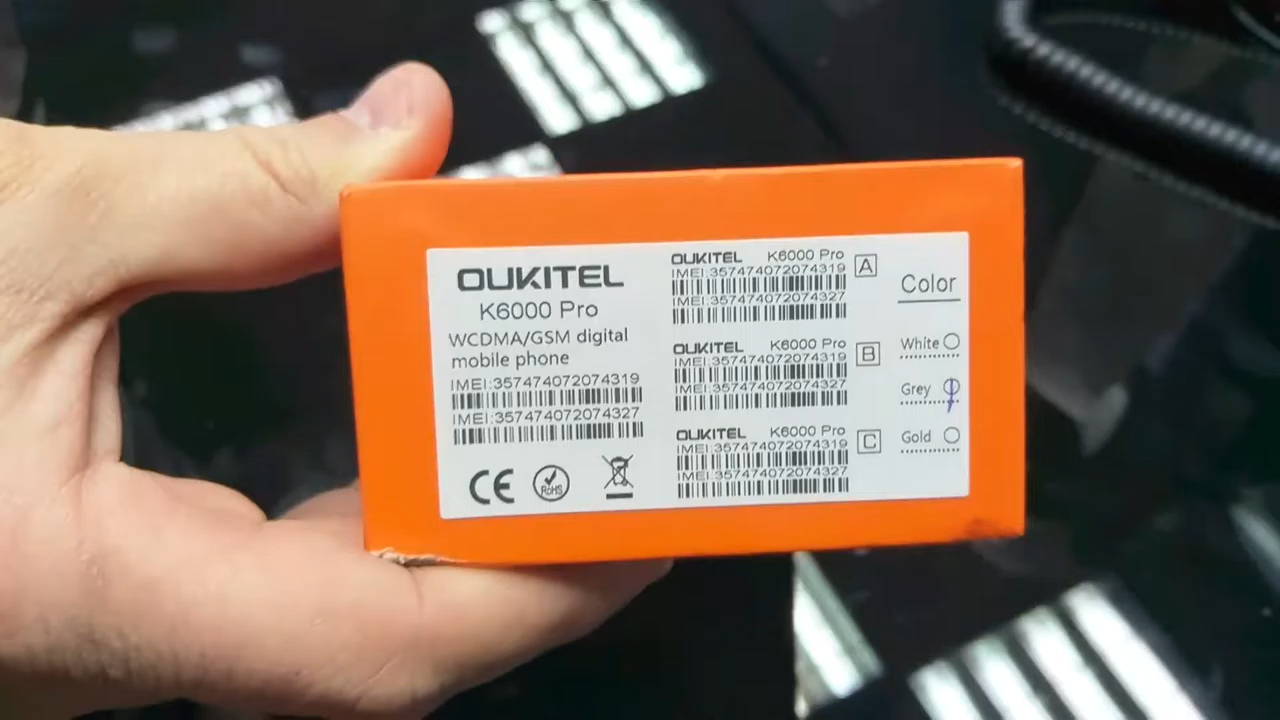 OUKITEL
K6000 Pro
WCDMA/GSM digital
mobile phone
IMEI:357474072074319
IMEI:357474072074327
CE
RoHS
OUKITEL K6000 Pro
IMEI:357474072074319
IMEI:357474072074327
A
OUKITEL K6000 Pro
IMEI:357474072074319
IMEI:357474072074327
B
OUKITEL K6000 Pro
IMEI:357474072074319
IMEI:357474072074327
C
Color
White
Grey
Gold